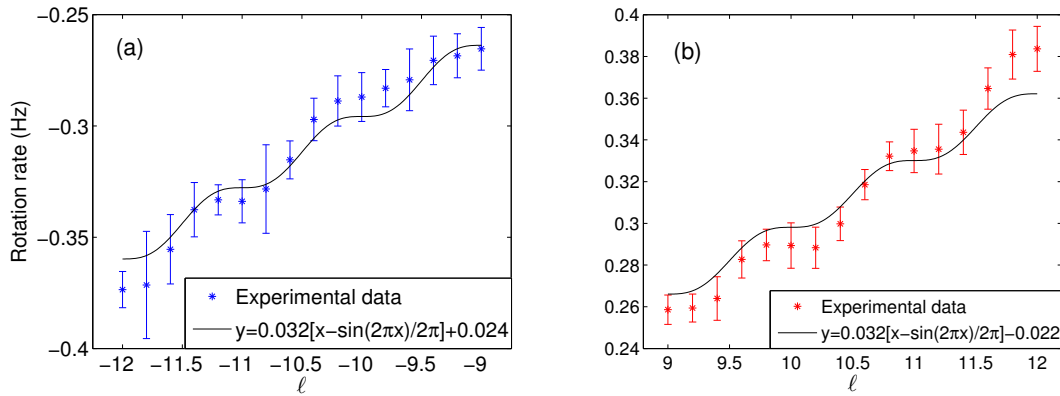 (a)
Rotation rate (Hz)
−0.25
−0.3
−0.35
−0.4
−12 −11.5 −11 −10.5 −10 −9.5 −9
ℓ
Experimental data
y=0.032[x−sin(2πx)/2π]+0.024
(b)
0.4
0.38
0.36
0.34
0.32
0.3
0.28
0.26
0.24
9 9.5 10 10.5 11 11.5 12
ℓ
Experimental data
y=0.032[x−sin(2πx)/2π]−0.022